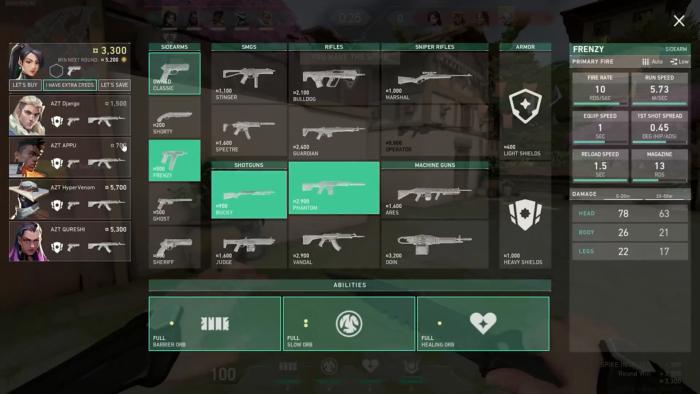 0:26
0
3,300
MIN NEXT ROUND: 5,200
LET'S BUY
I HAVE EXTRA CREDS
LET'S SAVE
AZT Django
1,500
AZT APPU
AZT HyperVenom
5,700
AZT QURESHI
5,300
SIDEARMS
OWNED
CLASSIC
200
SHORTY
FRENZY
500
GHOST
SHERIFF
SMGS
1,100
STINGER
1,600
SPECTRE
SHOTGUNS
900
BUCKY
1,600
JUDGE
RIFLES
2,100
BULLDOG
2,400
GUARDIAN
2,900
PHANTOM
2,900
VANDAL
SNIPER RIFLES
1,000
MARSHAL
OPERATOR
MACHINE GUNS
1,600
ARES
3,200
ODIN
ARMOR
400
LIGHT SHIELDS
1,000
HEAVY SHIELDS
ABILITIES
FULL
BARRIER ORB
FULL
SLOW ORB
FULL
HEALING ORB
FRENZY
SIDEARM
PRIMARY FIRE
Auto
Low
FIRE RATE
10
RDS/SEC
RUN SPEED
5.73
M/SEC
EQUIP SPEED
1
SEC
1ST SHOT SPREAD
0.45
DEG (HIP/ADS)
RELOAD SPEED
1.5
SEC
MAGAZINE
13
RDS
DAMAGE
0-20m
20-50m
HEAD
78
63
BODY
26
21
LEGS
22
17
100